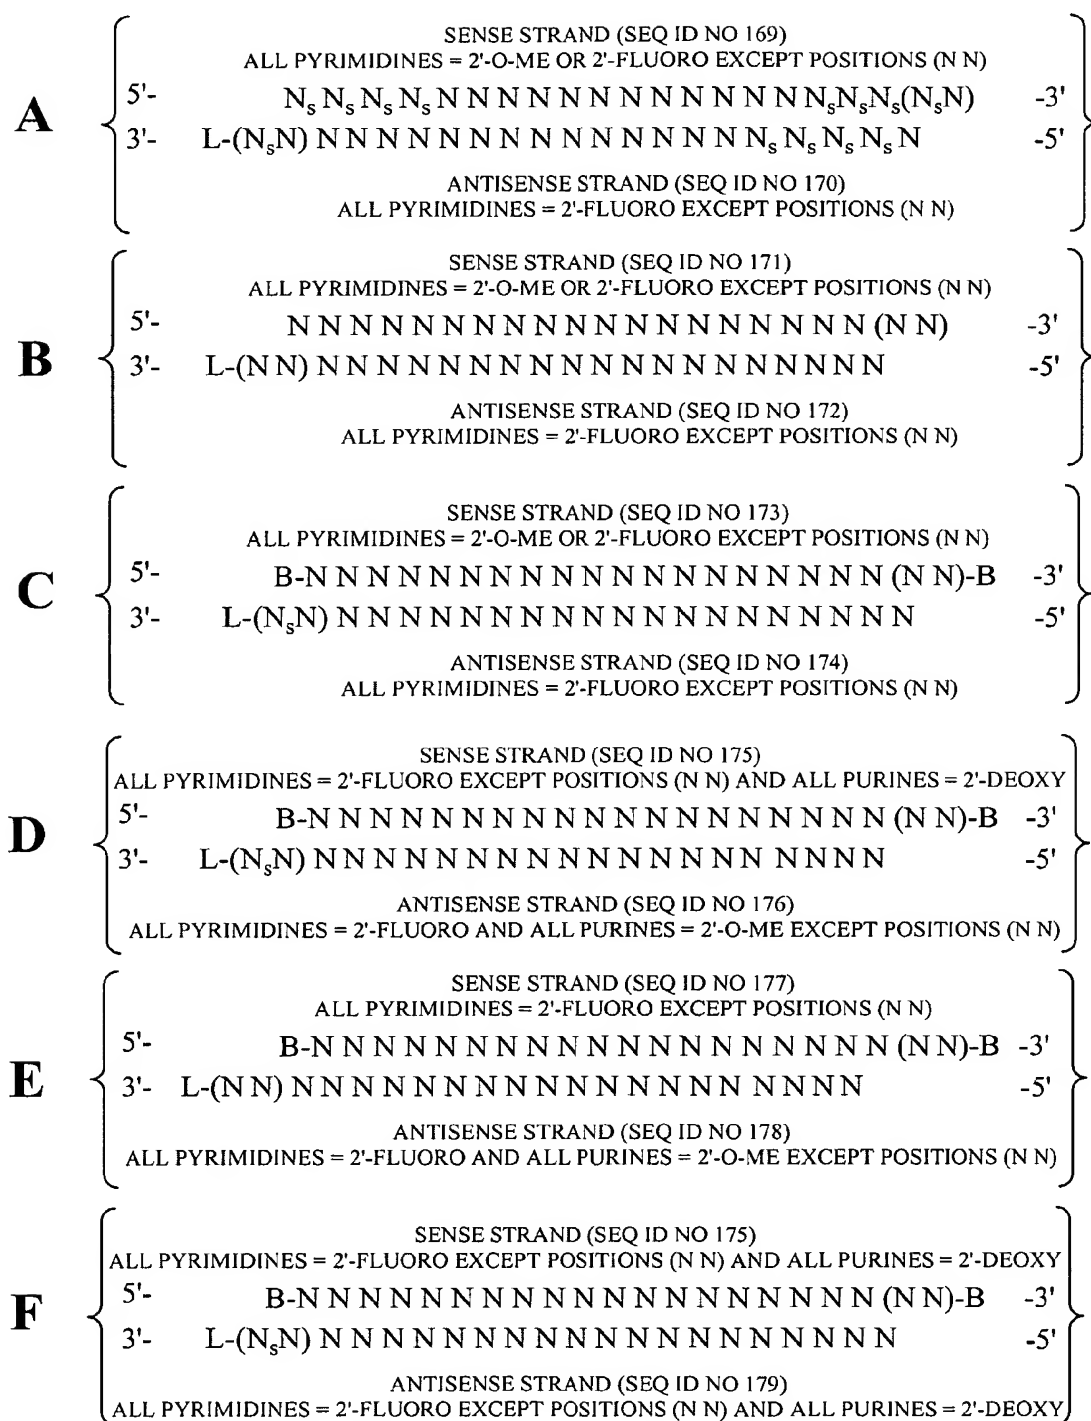 A
SENSE STRAND (SEQ ID NO 169)
ALL PYRIMIDINES = 2'-O-ME OR 2'-FLUORO EXCEPT POSITIONS (N N)
5'- NₛNₛNₛNₛN N N N N N N N N N N N NₛNₛNₛ(NₛN) -3'
3'- L-(NₛN) N N N N N N N N N N N N N N NₛNₛNₛNₛN -5'
ANTISENSE STRAND (SEQ ID NO 170)
ALL PYRIMIDINES = 2'-FLUORO EXCEPT POSITIONS (N N)
B
SENSE STRAND (SEQ ID NO 171)
ALL PYRIMIDINES = 2'-O-ME OR 2'-FLUORO EXCEPT POSITIONS (N N)
5'- N N N N N N N N N N N N N N N N N N N (N N) -3'
3'- L-(N N) N N N N N N N N N N N N N N N N N N N -5'
ANTISENSE STRAND (SEQ ID NO 172)
ALL PYRIMIDINES = 2'-FLUORO EXCEPT POSITIONS (N N)
C
SENSE STRAND (SEQ ID NO 173)
ALL PYRIMIDINES = 2'-O-ME OR 2'-FLUORO EXCEPT POSITIONS (N N)
5'- B-N N N N N N N N N N N N N N N N N N N (N N)-B -3'
3'- L-(NₛN) N N N N N N N N N N N N N N N N N N N -5'
ANTISENSE STRAND (SEQ ID NO 174)
ALL PYRIMIDINES = 2'-FLUORO EXCEPT POSITIONS (N N)
D
SENSE STRAND (SEQ ID NO 175)
ALL PYRIMIDINES = 2'-FLUORO EXCEPT POSITIONS (N N) AND ALL PURINES = 2'-DEOXY
5'- B-N N N N N N N N N N N N N N N N N N N (N N)-B -3'
3'- L-(NₛN) N N N N N N N N N N N N N N N N N N N -5'
ANTISENSE STRAND (SEQ ID NO 176)
ALL PYRIMIDINES = 2'-FLUORO AND ALL PURINES = 2'-O-ME EXCEPT POSITIONS (N N)
E
SENSE STRAND (SEQ ID NO 177)
ALL PYRIMIDINES = 2'-FLUORO EXCEPT POSITIONS (N N)
5'- B-N N N N N N N N N N N N N N N N N N N (N N)-B -3'
3'- L-(N N) N N N N N N N N N N N N N N N N N N N -5'
ANTISENSE STRAND (SEQ ID NO 178)
ALL PYRIMIDINES = 2'-FLUORO AND ALL PURINES = 2'-O-ME EXCEPT POSITIONS (N N)
F
SENSE STRAND (SEQ ID NO 175)
ALL PYRIMIDINES = 2'-FLUORO EXCEPT POSITIONS (N N) AND ALL PURINES = 2'-DEOXY
5'- B-N N N N N N N N N N N N N N N N N N N (N N)-B -3'
3'- L-(NₛN) N N N N N N N N N N N N N N N N N N N -5'
ANTISENSE STRAND (SEQ ID NO 179)
ALL PYRIMIDINES = 2'-FLUORO EXCEPT POSITIONS (N N) AND ALL PURINES = 2'-DEOXY